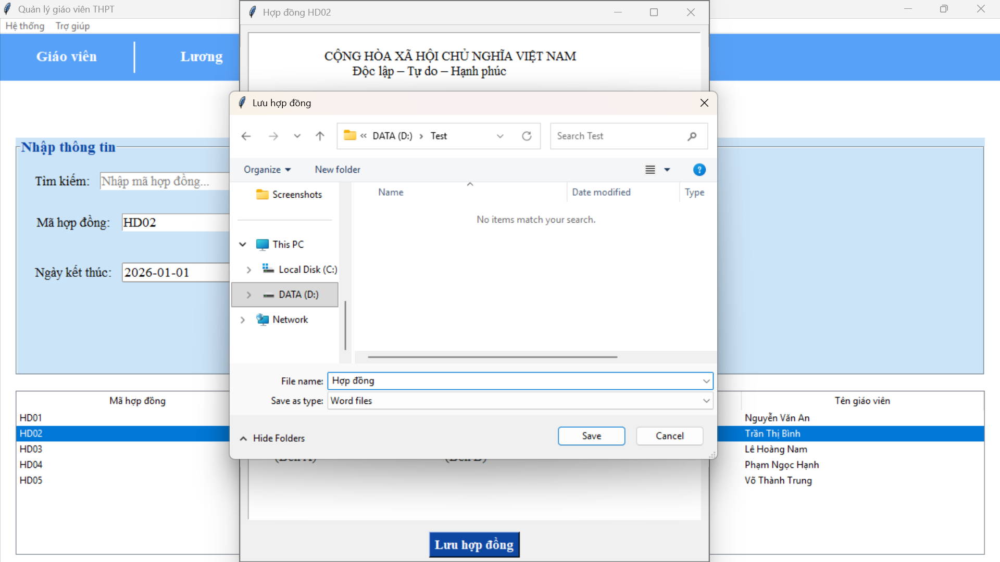 Quản lý giáo viên THPT
Hệ thống Trợ giúp
Giáo viên Lương
Hợp đồng HD02
CỘNG HÒA XÃ HỘI CHỦ NGHĨA VIỆT NAM
Độc lập – Tự do – Hạnh phúc
Lưu hợp đồng
« DATA (D:) › Test
Search Test
Organize New folder
?
Screenshots
This PC
Local Disk (C:)
DATA (D:)
Network
Name Date modified Type
No items match your search.
File name: Hợp đồng
Save as type: Word files
Hide Folders Save Cancel
Nhập thông tin
Tìm kiếm: Nhập mã hợp đồng...
Mã hợp đồng: HD02
Ngày kết thúc: 2026-01-01
Mã hợp đồng Tên giáo viên
HD01 Nguyễn Văn An
HD02 Trần Thị Bình
HD03 Lê Hoàng Nam
HD04 Phạm Ngọc Hạnh
HD05 Võ Thành Trung
(Bên A) (Bên B)
Lưu hợp đồng